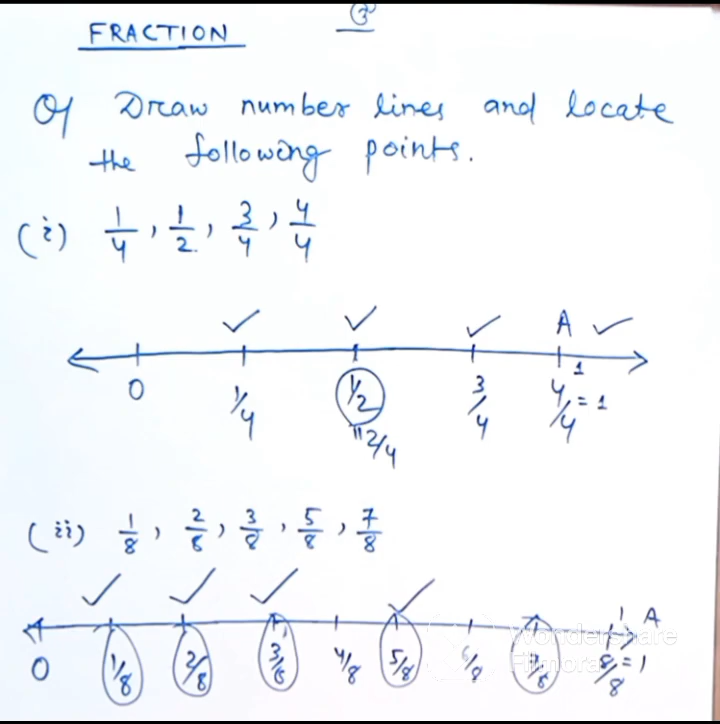 3
FRACTION
Q Draw number lines and locate
the following points.
(i) 1/4, 1/2, 3/4, 4/4
A
0 1/4 1/2 3/4 4/4 = 1
1
= 2/4
(ii) 1/8, 2/8, 3/8, 5/8, 7/8
1 A
0 1/8 2/8 3/8 4/8 5/8 6/8 7/8 8/8 = 1
Wondershare
Filmora